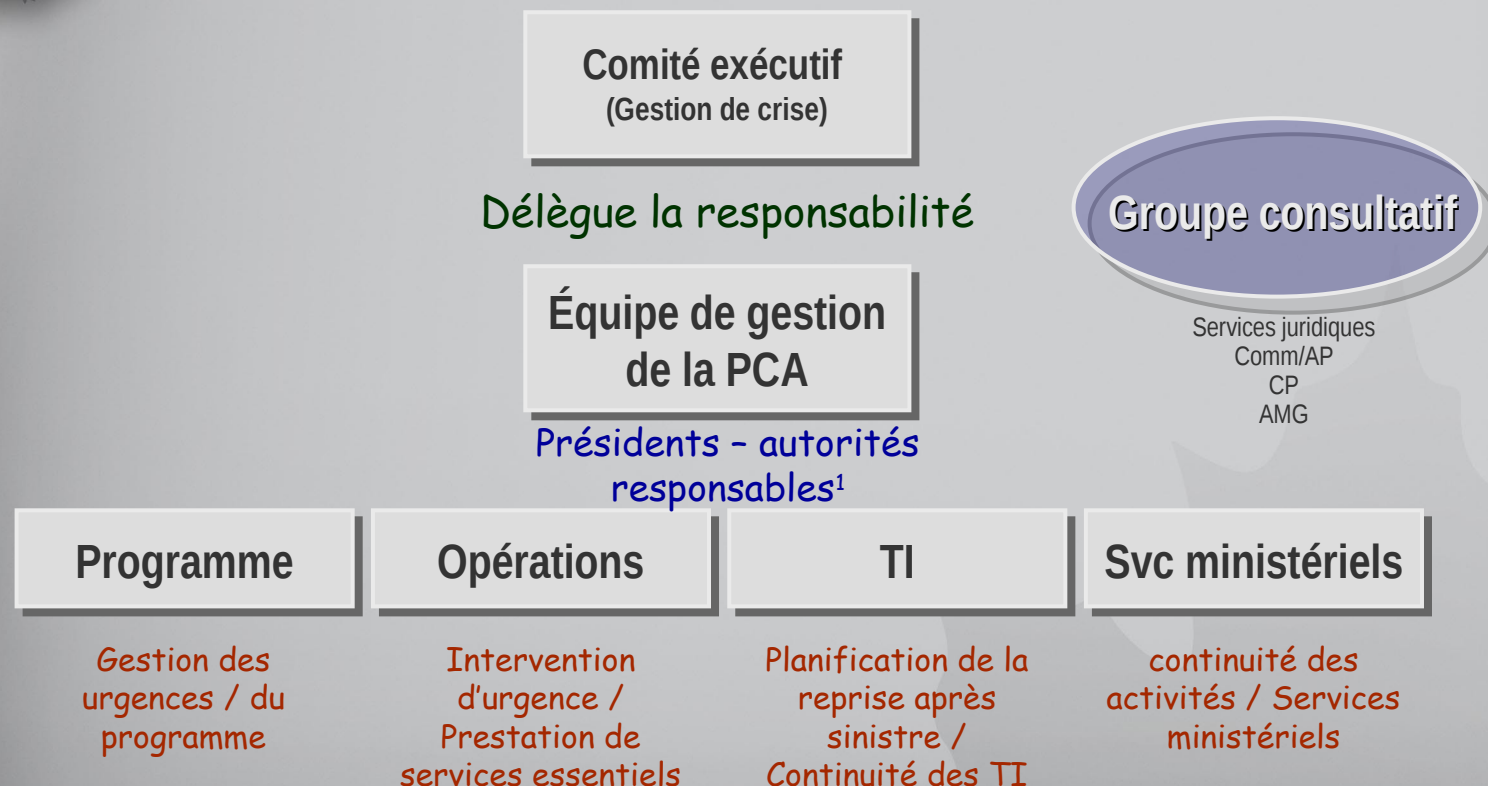 Comité exécutif
(Gestion de crise)
Délègue la responsabilité
Groupe consultatif
Services juridiques
Comm/AP
CP
AMG
Équipe de gestion
de la PCA
Présidents – autorités
responsables¹
Programme
Gestion des
urgences / du
programme
Opérations
Intervention
d'urgence /
Prestation de
services essentiels
TI
Planification de la
reprise après
sinistre /
Continuité des TI
Svc ministériels
continuité des
activités / Services
ministériels